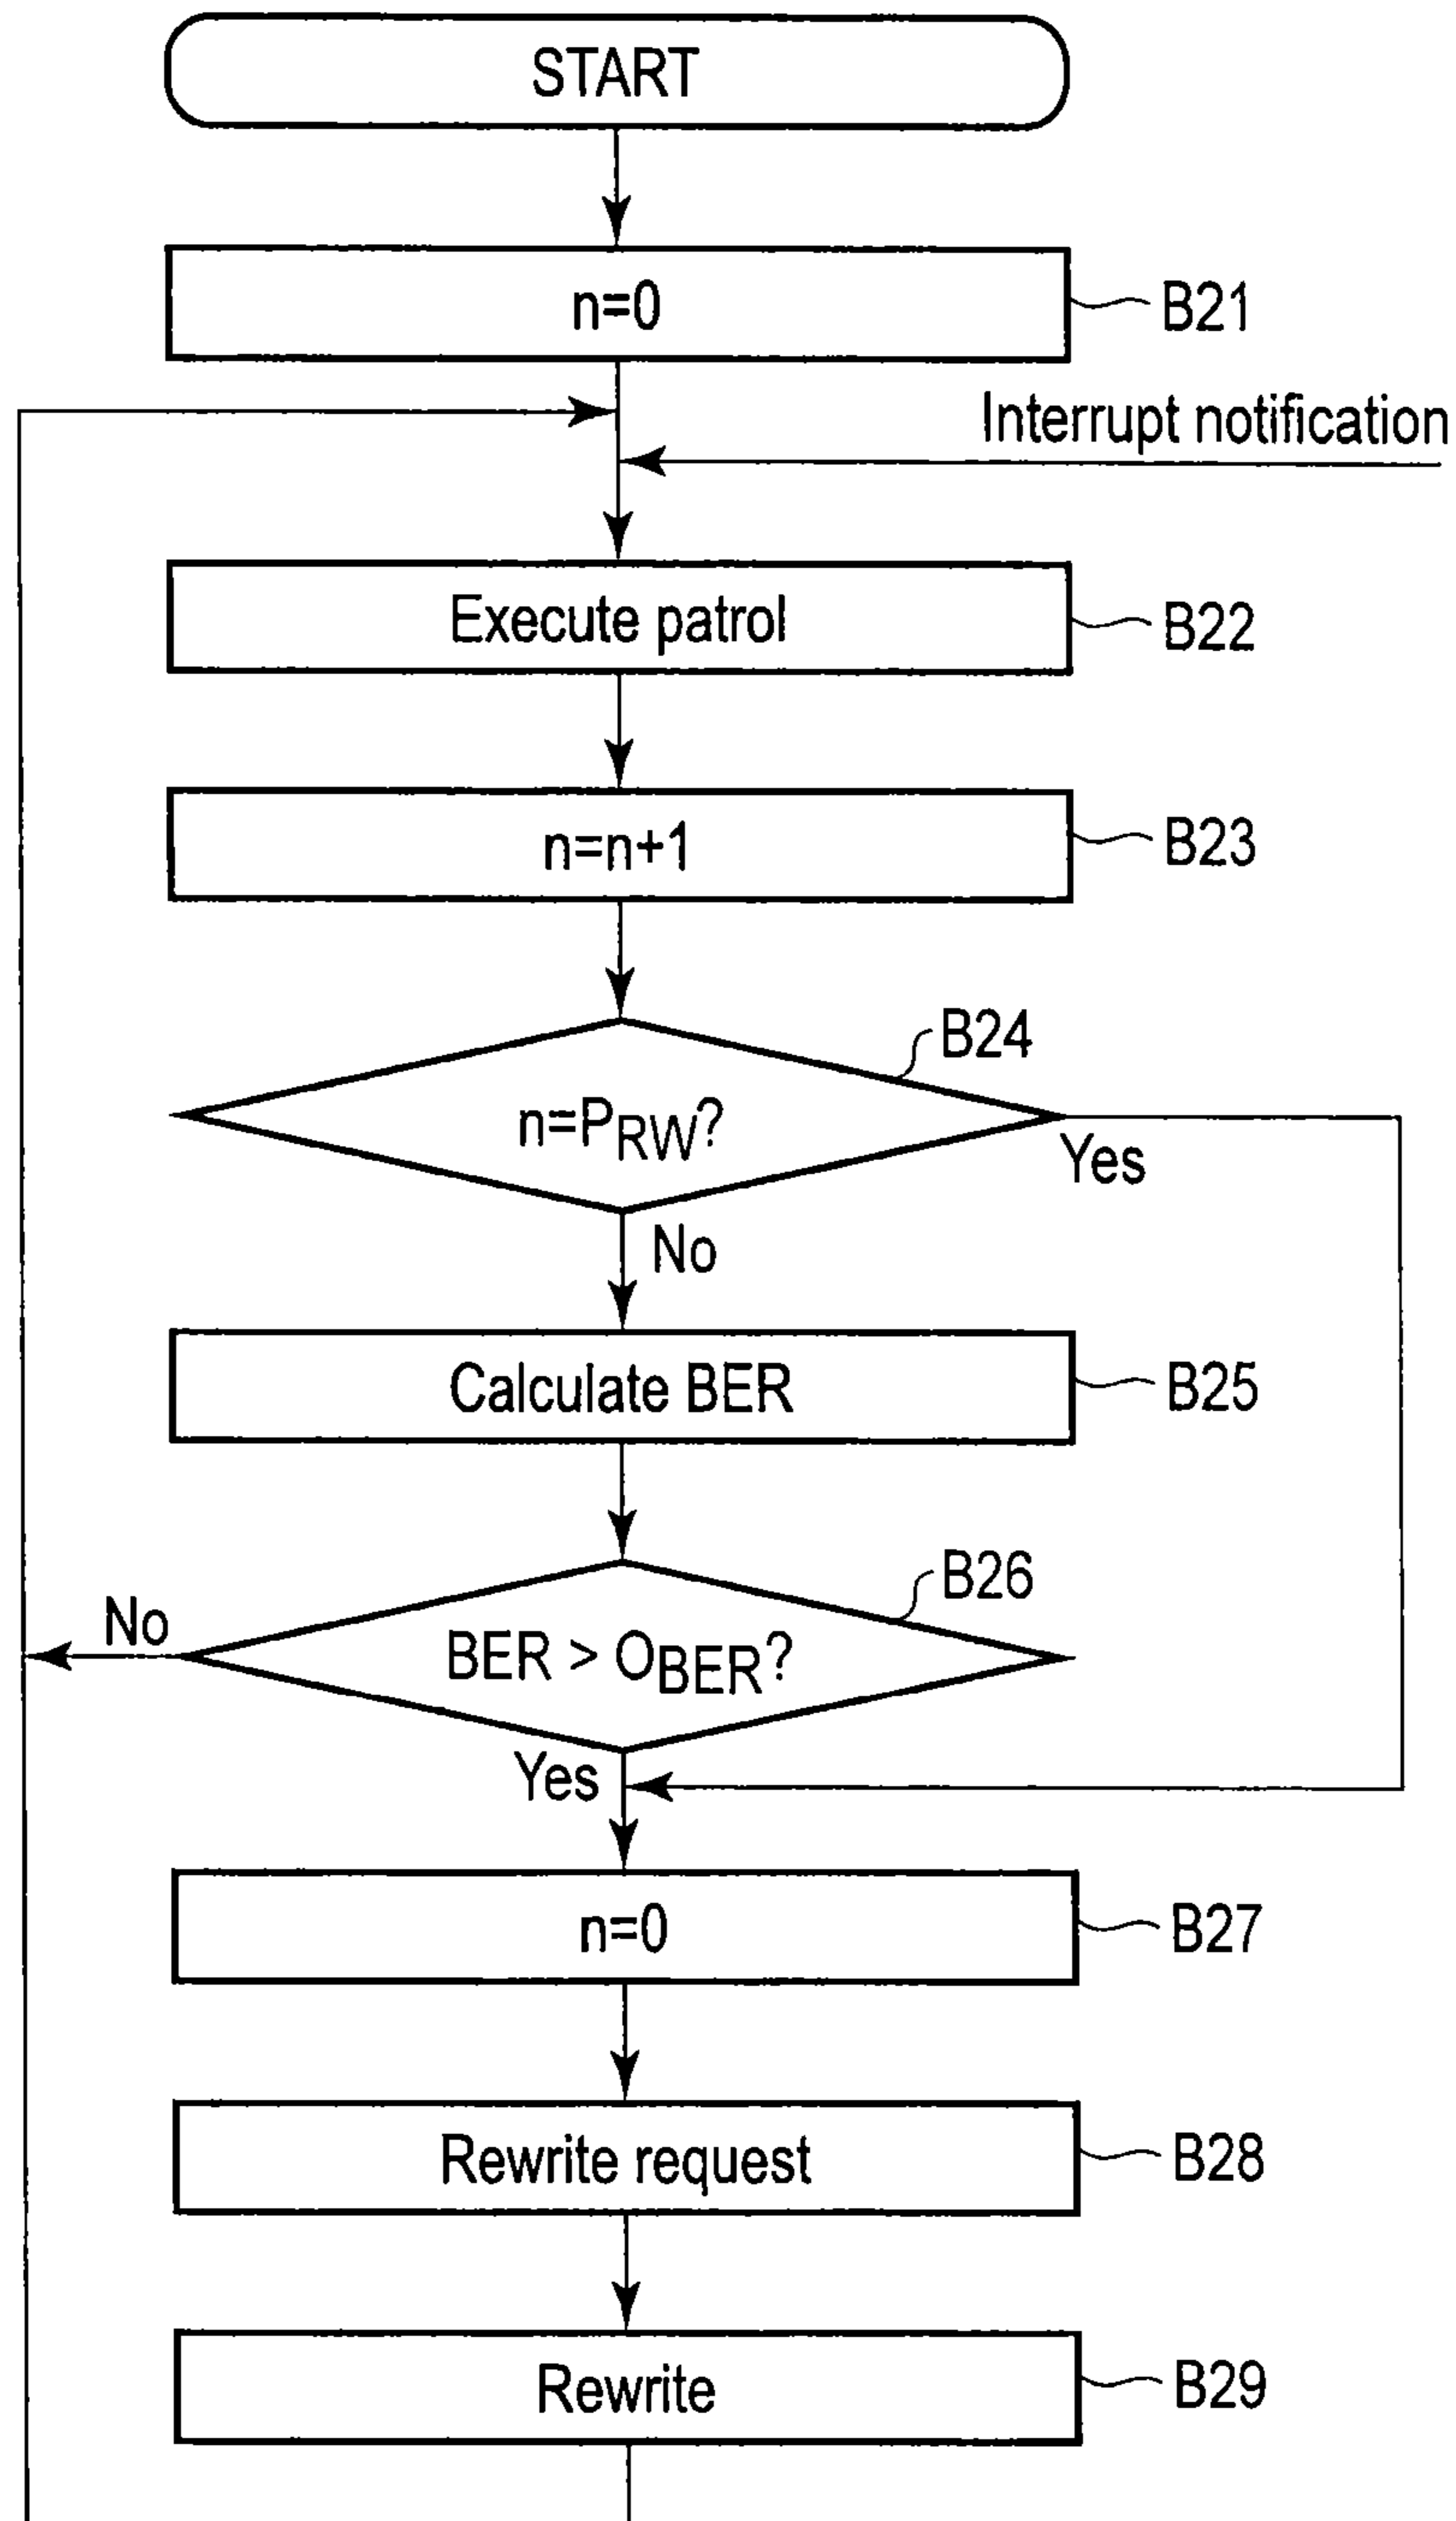 START
n=0
B21
Interrupt notification
Execute patrol
B22
n=n+1
B23
B24
n=PRW?
Yes
No
Calculate BER
B25
B26
No
BER > OBER?
Yes
n=0
B27
Rewrite request
B28
Rewrite
B29